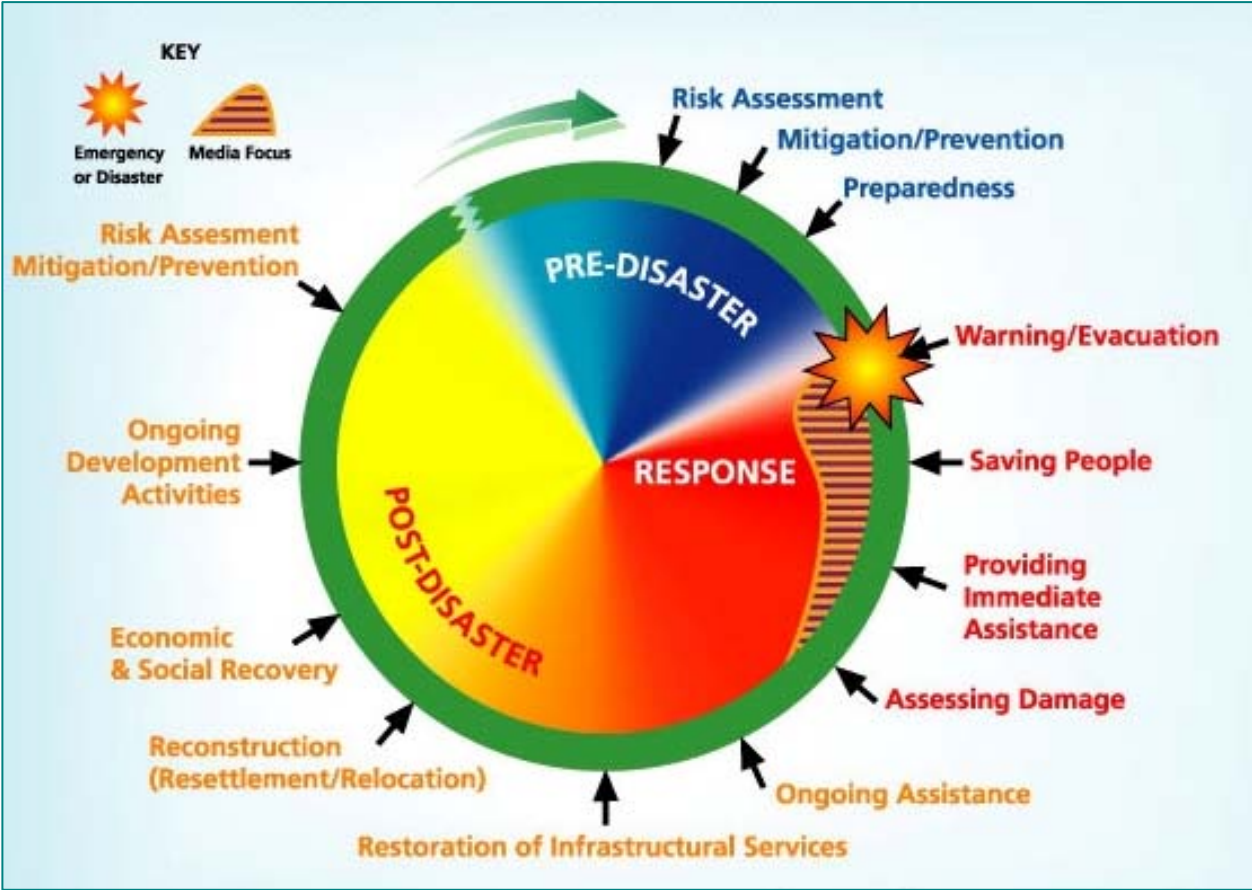 KEY
Emergency
or Disaster
Media Focus
Risk Assessment
Mitigation/Prevention
Preparedness
Warning/Evacuation
Saving People
Providing
Immediate
Assistance
Assessing Damage
Ongoing Assistance
Restoration of Infrastructural Services
Reconstruction
(Resettlement/Relocation)
Economic
& Social Recovery
Ongoing
Development
Activities
Risk Assesment
Mitigation/Prevention
PRE-DISASTER
RESPONSE
POST-DISASTER